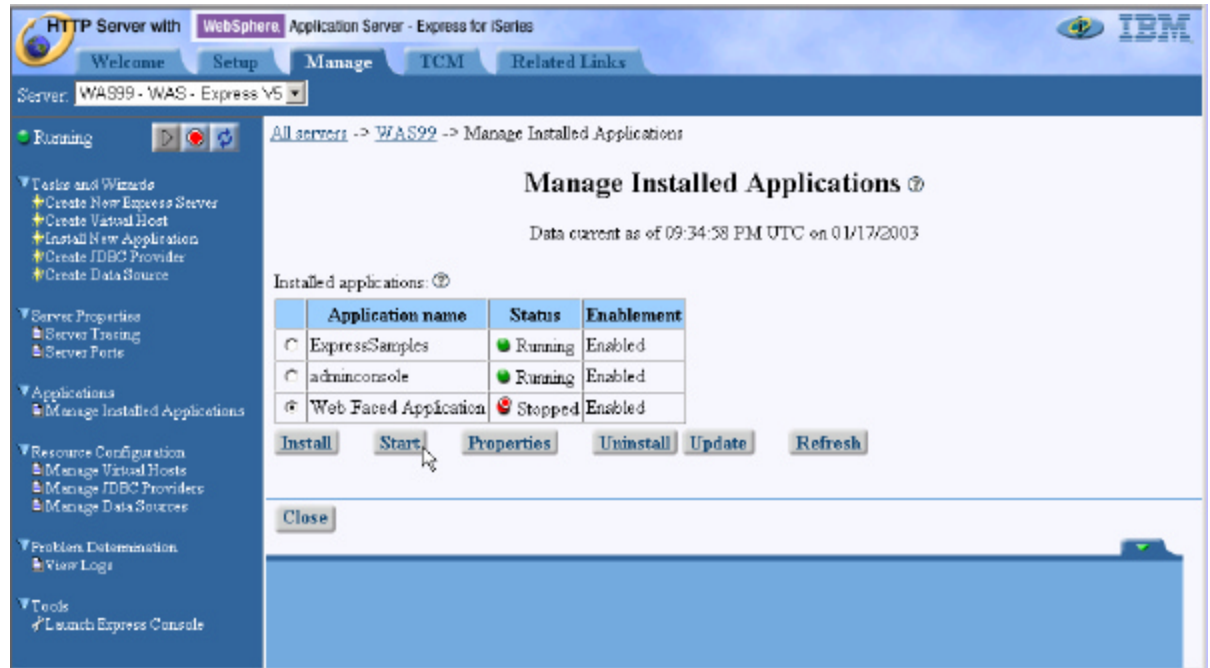 HTTP Server with WebSphere. Application Server - Express for iSeries
IBM
Welcome Setup Manage TCM Related Links
Server: WAS99 - WAS - Express V5
Running
Tasks and Wizards
Create New Express Server
Create Virtual Host
Install New Application
Create JDBC Provider
Create Data Source
Server Properties
Server Tracing
Server Ports
Applications
Manage Installed Applications
Resource Configuration
Manage Virtual Hosts
Manage JDBC Providers
Manage Data Sources
Problem Determination
View Logs
Tools
Launch Express Console
All servers -> WAS99 -> Manage Installed Applications
Manage Installed Applications ?
Data current as of 09:34:58 PM UTC on 01/17/2003
Installed applications: ?
Application name Status Enablement
ExpressSamples Running Enabled
adminconsole Running Enabled
Web Faced Application Stopped Enabled
Install Start Properties Uninstall Update Refresh
Close